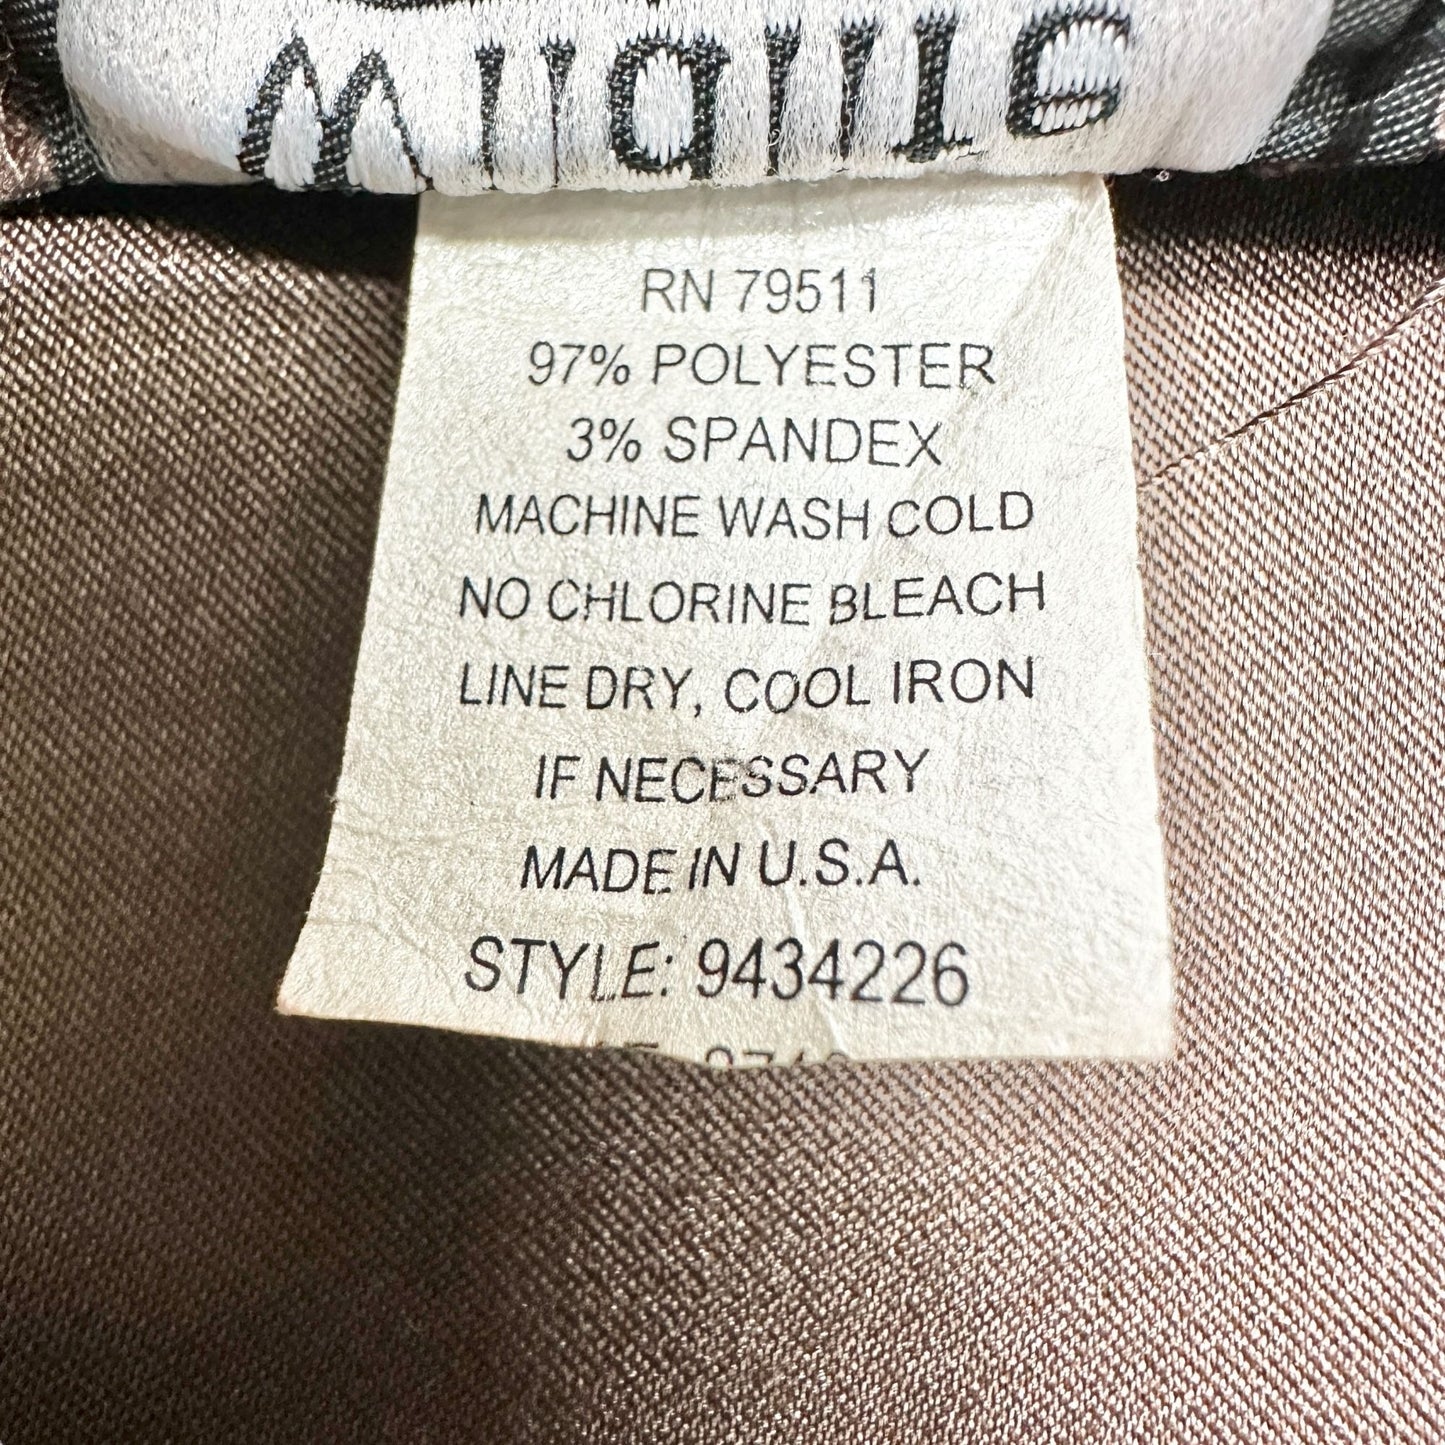 RN 79511
97% POLYESTER
3% SPANDEX
MACHINE WASH COLD
NO CHLORINE BLEACH
LINE DRY, COOL IRON
IF NECESSARY
MADE IN U.S.A.
STYLE: 9434226